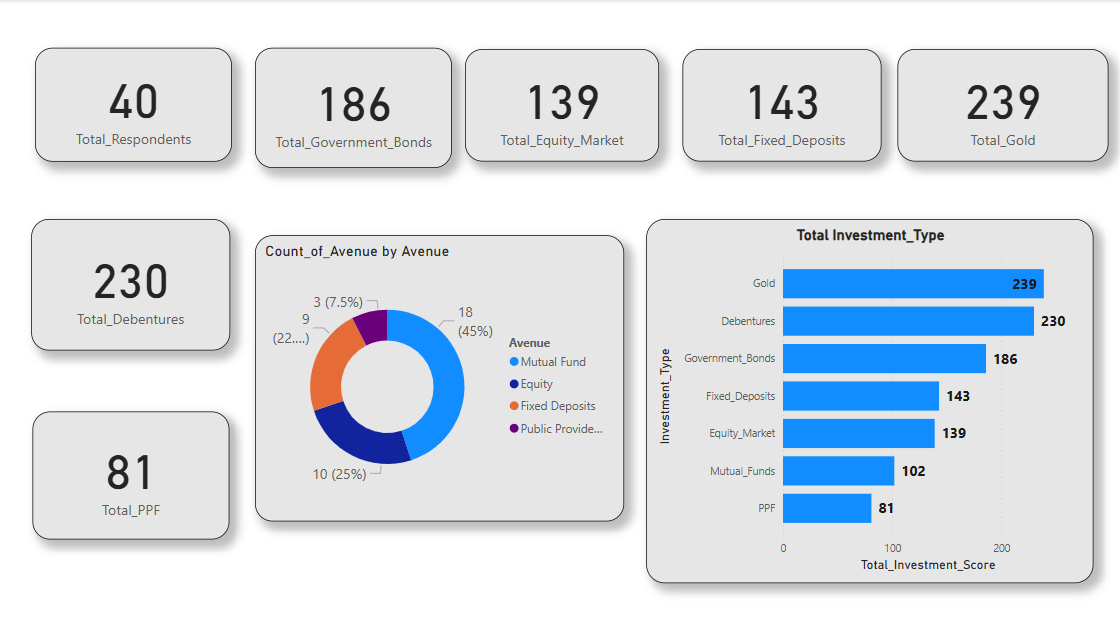 40
Total_Respondents
186
Total_Government_Bonds
139
Total_Equity_Market
143
Total_Fixed_Deposits
239
Total_Gold
230
Total_Debentures
81
Total_PPF
Count_of_Avenue by Avenue
3 (7.5%)
9
(22....)
18
(45%)
10 (25%)
Avenue
Mutual Fund
Equity
Fixed Deposits
Public Provide...
Total Investment_Type
Investment_Type
Gold 239
Debentures 230
Government_Bonds 186
Fixed_Deposits 143
Equity_Market 139
Mutual_Funds 102
PPF 81
0 100 200
Total_Investment_Score